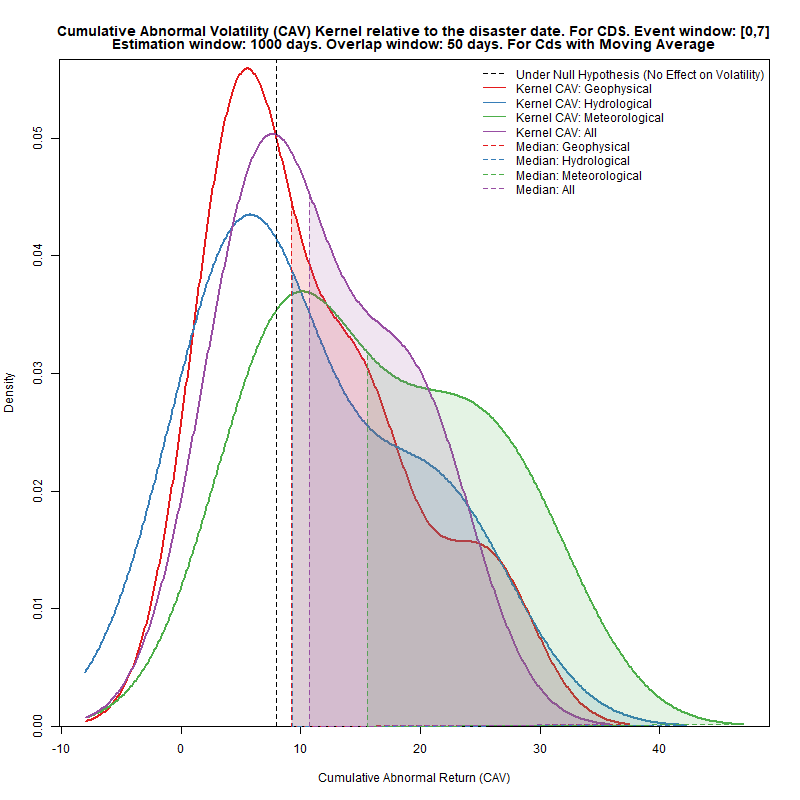 Cumulative Abnormal Volatility (CAV) Kernel relative to the disaster date. For CDS. Event window: [0,7]
Estimation window: 1000 days. Overlap window: 50 days. For Cds with Moving Average
Under Null Hypothesis (No Effect on Volatility)
Kernel CAV: Geophysical
Kernel CAV: Hydrological
Kernel CAV: Meteorological
Kernel CAV: All
Median: Geophysical
Median: Hydrological
Median: Meteorological
Median: All
Density
0.05
0.04
0.03
0.02
0.01
0.00
-10 0 10 20 30 40
Cumulative Abnormal Return (CAV)